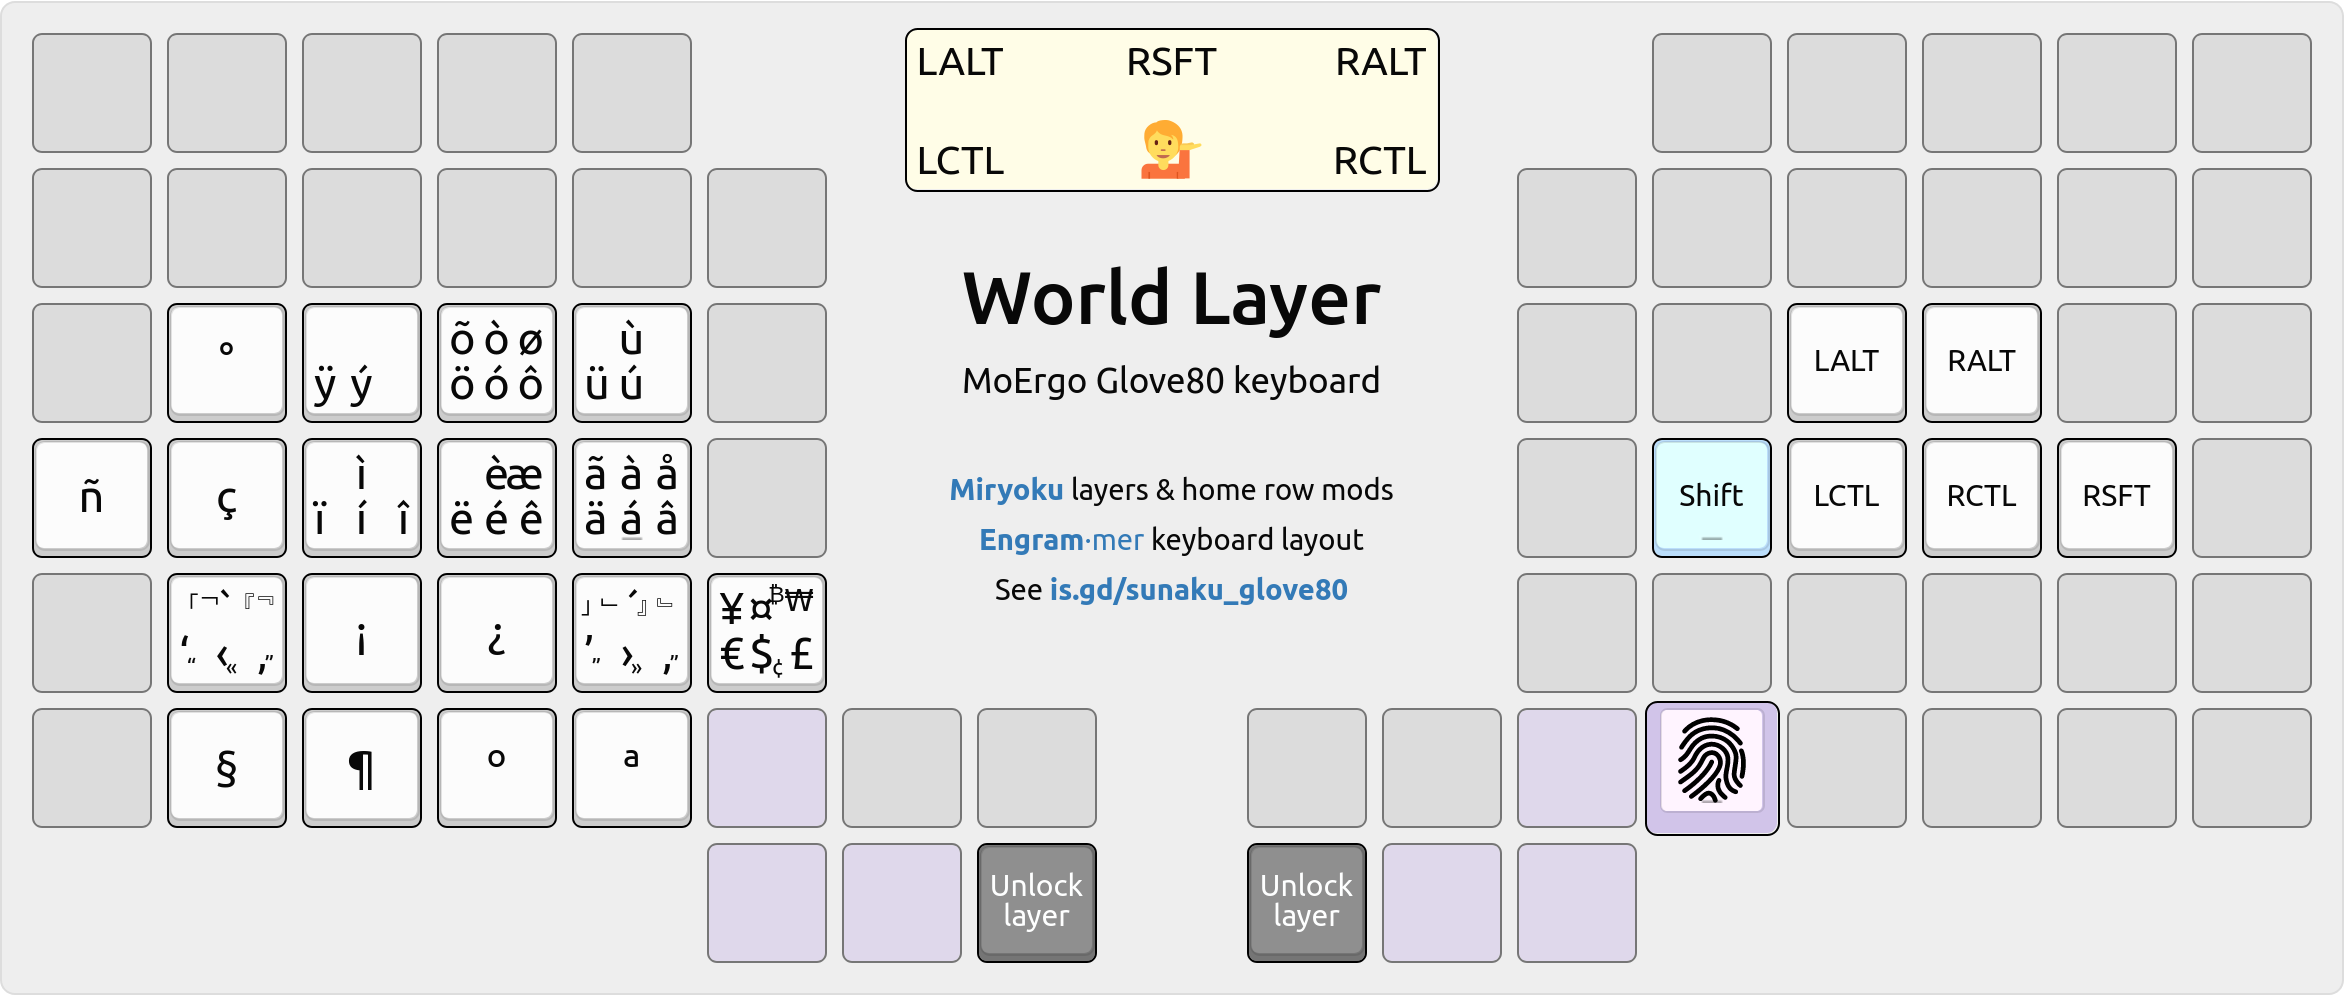 LALT RSFT RALT
LCTL RCTL
World Layer
MoErgo Glove80 keyboard
Miryoku layers & home row mods
Engram·mer keyboard layout
See is.gd/sunaku_glove80
°
ÿ ý
õ ò ø
ö ó ô
ù
ü ú
LALT
RALT
ñ
ç
ì
ï í î
è æ
ë é ê
ã à å
ä á â
Shift
_
LCTL
RCTL
RSFT
「 ﹁ ` 『 ﹃
‘ “ ‹ « ‚ „
¡
¿
」 ﹂ ´ 』 ﹄
’ ” › »
¥ ¤ ₿ ₩
€ $ ¢ £
§
¶
º
ª
Unlock
layer
Unlock
layer